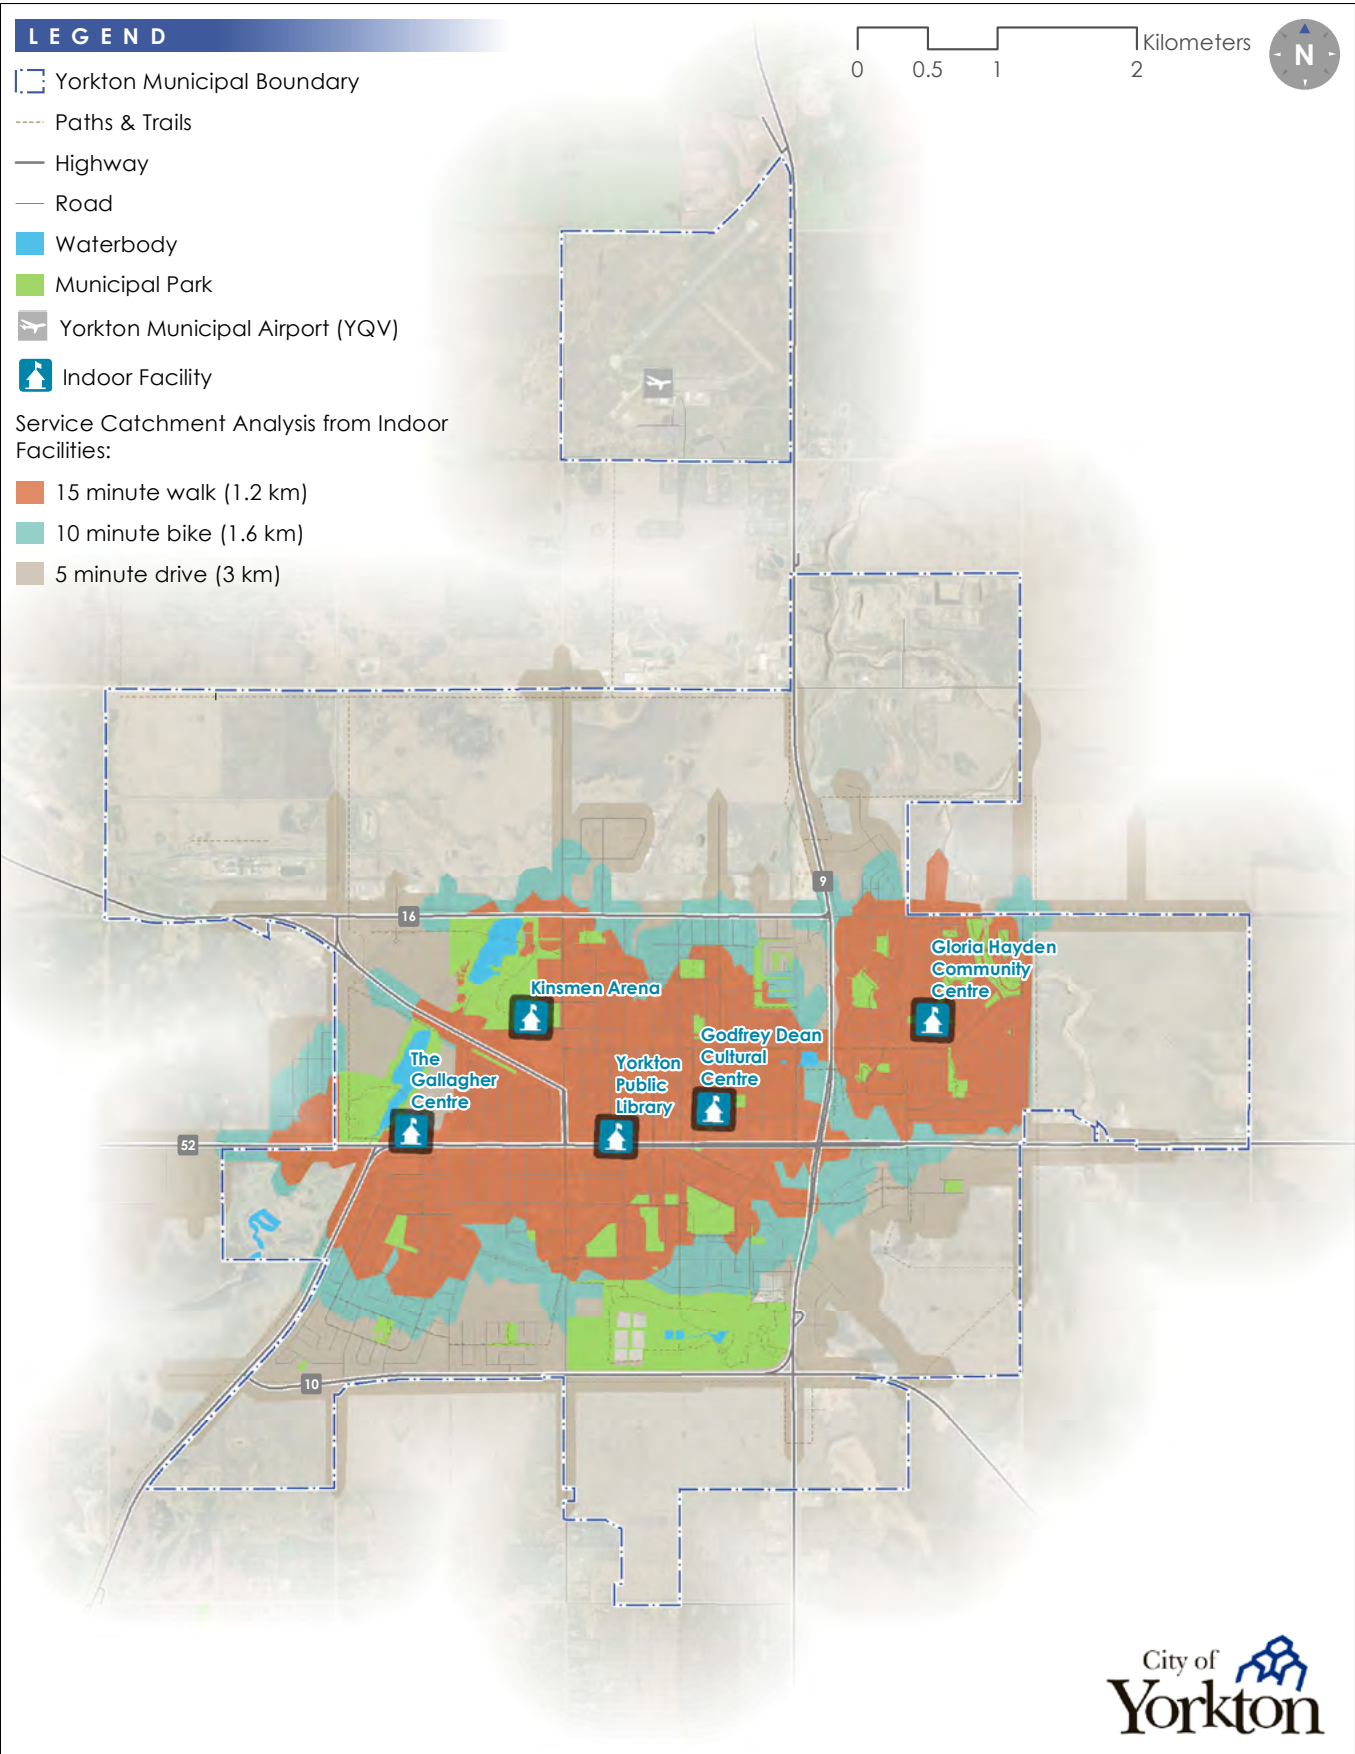 LEGEND
Yorkton Municipal Boundary
Paths & Trails
Highway
Road
Waterbody
Municipal Park
Yorkton Municipal Airport (YQV)
Indoor Facility
Service Catchment Analysis from Indoor
Facilities:
15 minute walk (1.2 km)
10 minute bike (1.6 km)
5 minute drive (3 km)
Kilometers
0 0.5 1 2
N
9
16
Gloria Hayden
Community
Centre
Kinsmen Arena
Godfrey Dean
Cultural
Centre
The
Gallagher
Centre
Yorkton
Public
Library
52
10
City of
Yorkton